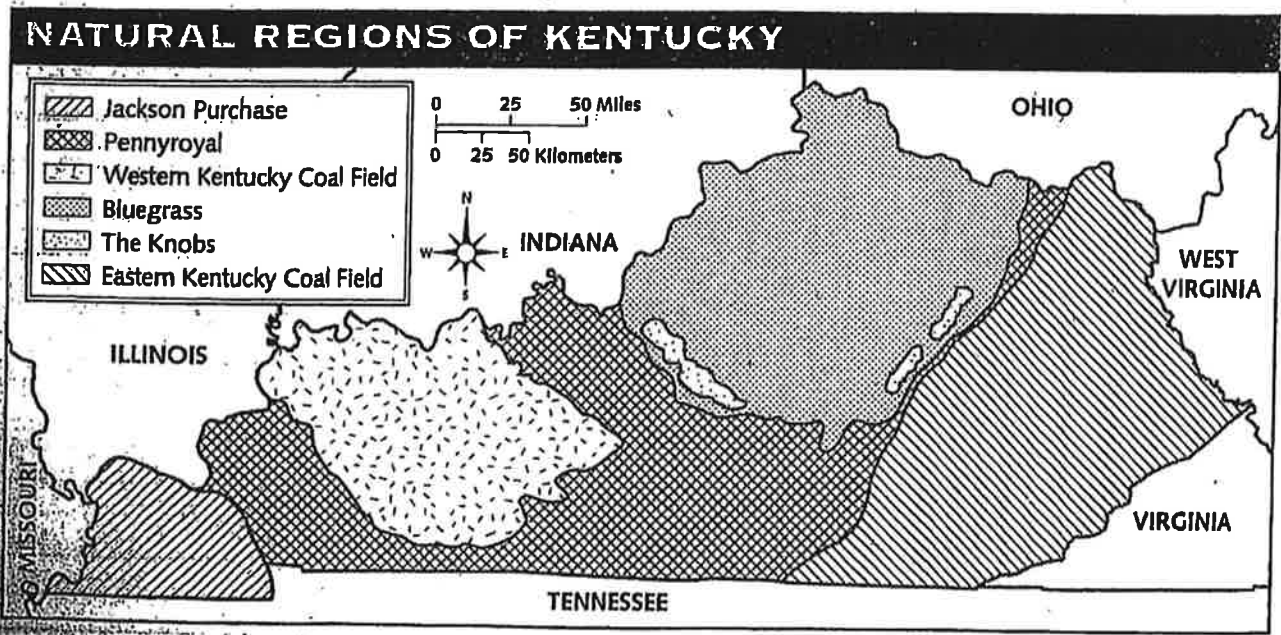 NATURAL REGIONS OF KENTUCKY
Jackson Purchase
Pennyroyal
Western Kentucky Coal Field
Bluegrass
The Knobs
Eastern Kentucky Coal Field
0 25 50 Miles
0 25 50 Kilometers
N
W E
S
OHIO
INDIANA
WEST
VIRGINIA
ILLINOIS
MISSOURI
VIRGINIA
TENNESSEE